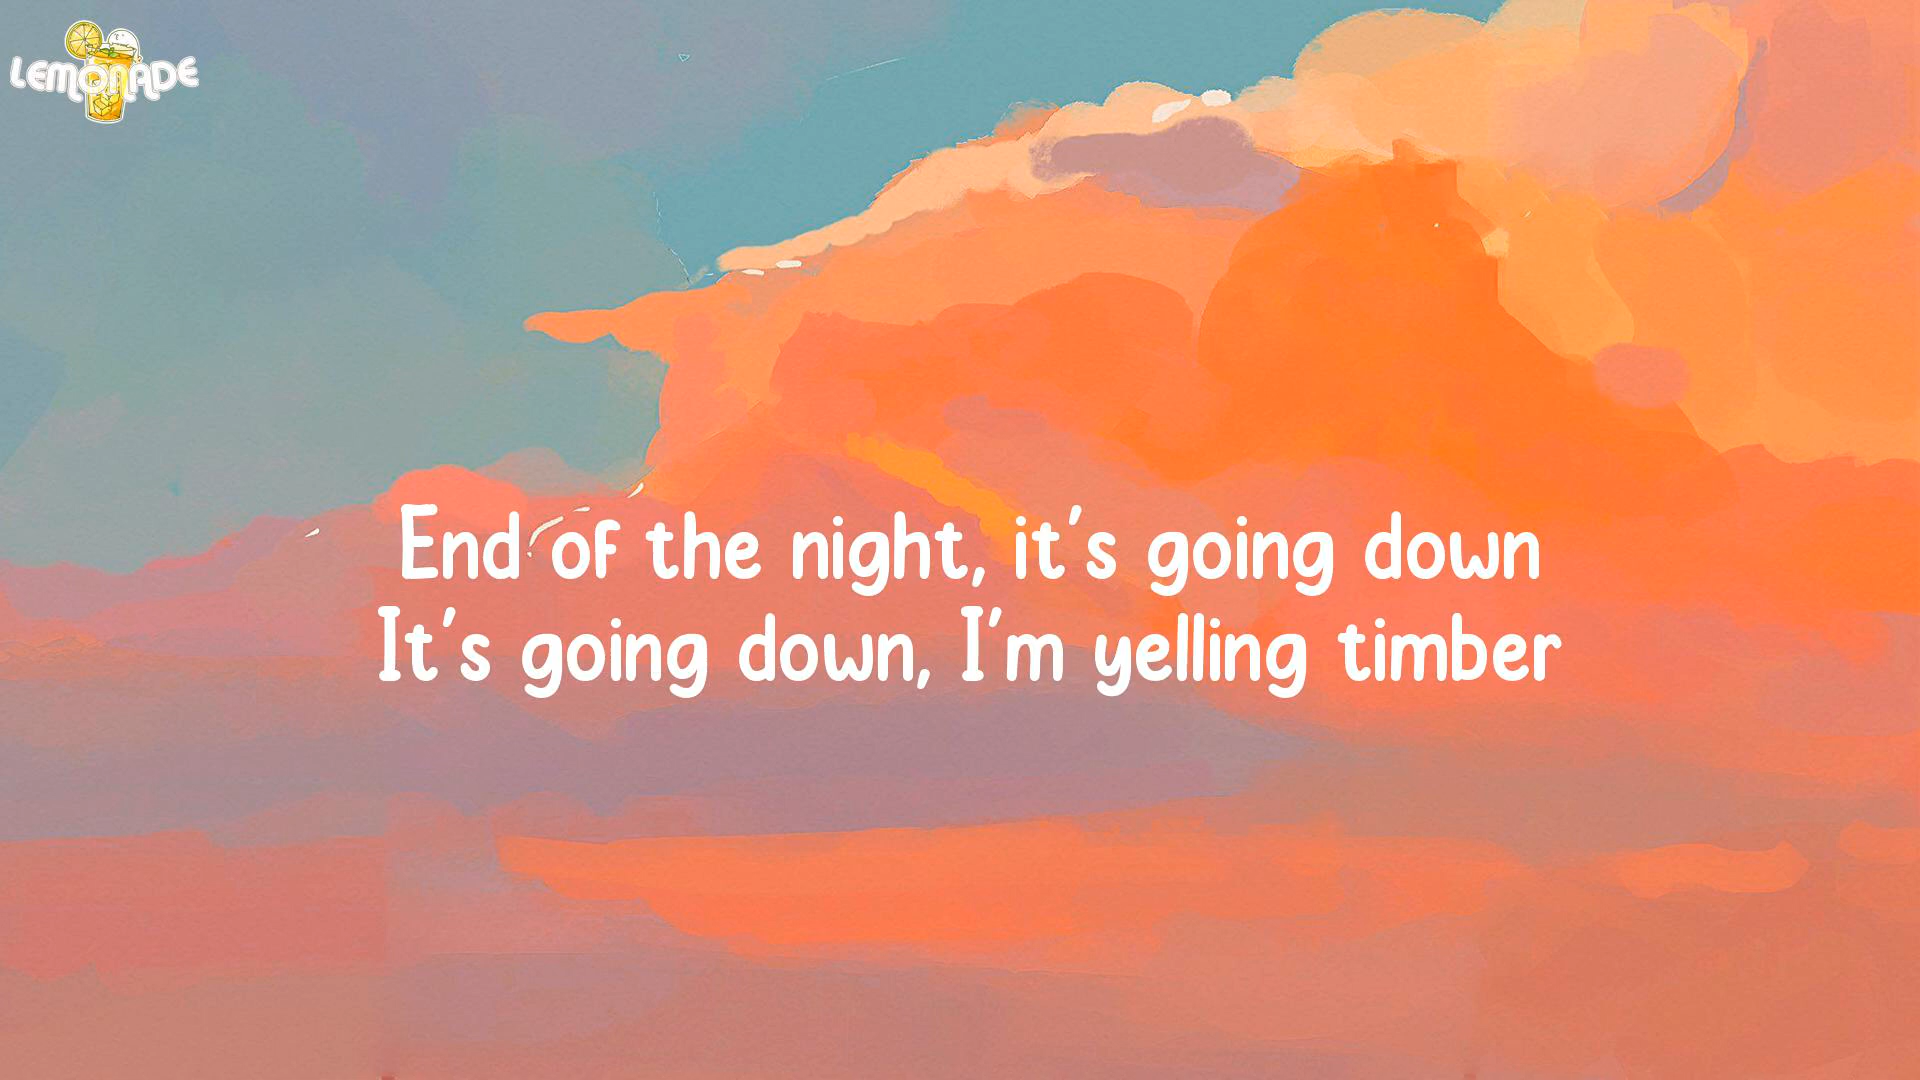 LEMONADE
End of the night, it's going down
It's going down, I'm yelling timber